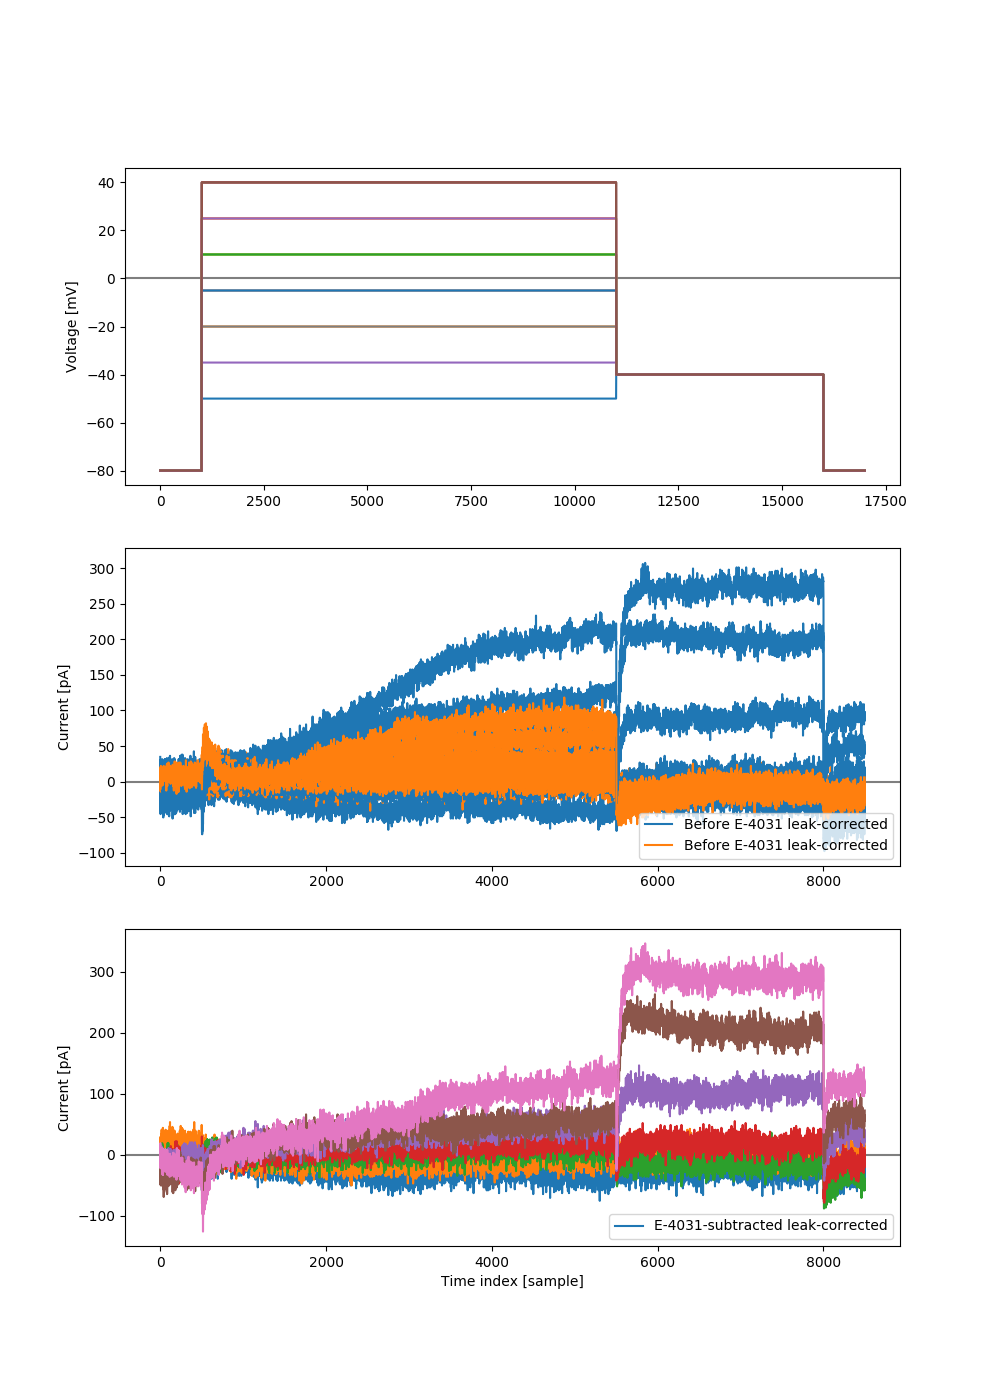 40
20
0
−20
−40
−60
−80
Voltage [mV]
0 2500 5000 7500 10000 12500 15000 17500
300
250
200
150
100
50
0
−50
−100
Current [pA]
Before E-4031 leak-corrected
Before E-4031 leak-corrected
0 2000 4000 6000 8000
300
200
100
0
−100
Current [pA]
E-4031-subtracted leak-corrected
0 2000 4000 6000 8000
Time index [sample]